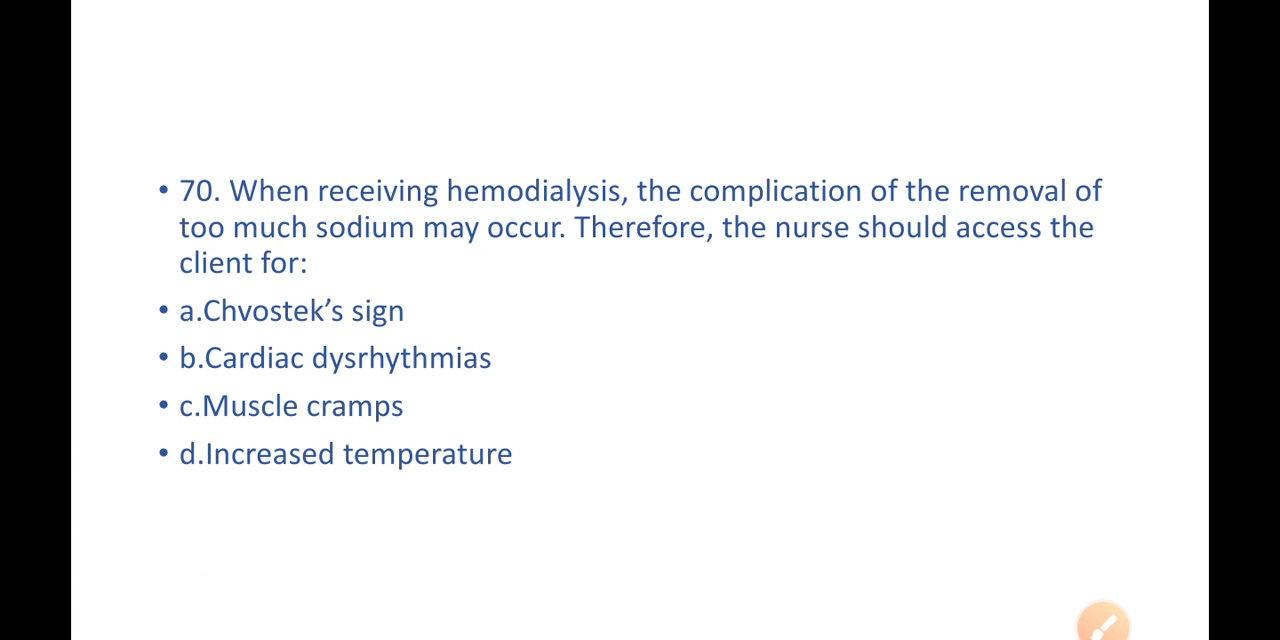 • 70. When receiving hemodialysis, the complication of the removal of
too much sodium may occur. Therefore, the nurse should access the
client for:
• a.Chvostek’s sign
• b.Cardiac dysrhythmias
• c.Muscle cramps
• d.Increased temperature